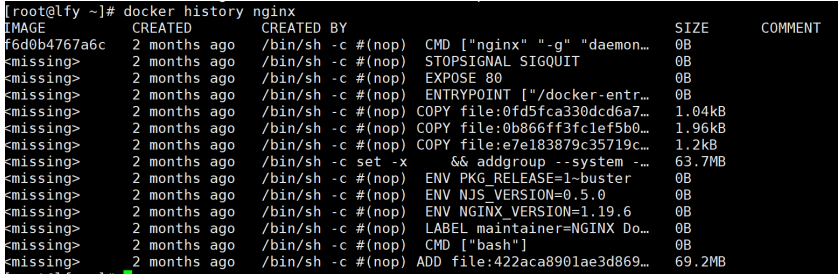 [root@lfy ~]# docker history nginx
IMAGE CREATED CREATED BY SIZE COMMENT
f6d0b4767a6c 2 months ago /bin/sh -c #(nop) CMD ["nginx" "-g" "daemon… 0B
<missing> 2 months ago /bin/sh -c #(nop) STOPSIGNAL SIGQUIT 0B
<missing> 2 months ago /bin/sh -c #(nop) EXPOSE 80 0B
<missing> 2 months ago /bin/sh -c #(nop) ENTRYPOINT ["/docker-entr… 0B
<missing> 2 months ago /bin/sh -c #(nop) COPY file:0fd5fca330dcd6a7… 1.04kB
<missing> 2 months ago /bin/sh -c #(nop) COPY file:0b866ff3fc1ef5b0… 1.96kB
<missing> 2 months ago /bin/sh -c #(nop) COPY file:e7e183879c35719c… 1.2kB
<missing> 2 months ago /bin/sh -c set -x && addgroup --system -… 63.7MB
<missing> 2 months ago /bin/sh -c #(nop) ENV PKG_RELEASE=1~buster 0B
<missing> 2 months ago /bin/sh -c #(nop) ENV NJS_VERSION=0.5.0 0B
<missing> 2 months ago /bin/sh -c #(nop) ENV NGINX_VERSION=1.19.6 0B
<missing> 2 months ago /bin/sh -c #(nop) LABEL maintainer=NGINX Do… 0B
<missing> 2 months ago /bin/sh -c #(nop) CMD ["bash"] 0B
<missing> 2 months ago /bin/sh -c #(nop) ADD file:422aca8901ae3d869… 69.2MB